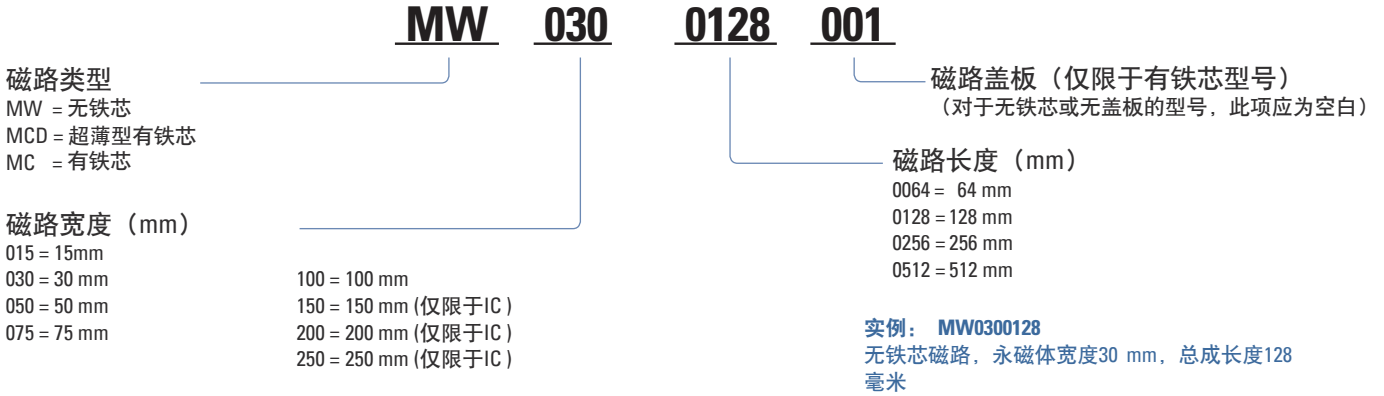 MW 030 0128 001
磁路类型
MW = 无铁芯
MCD = 超薄型有铁芯
MC = 有铁芯
磁路宽度（mm）
015 = 15mm
030 = 30 mm
050 = 50 mm
075 = 75 mm
100 = 100 mm
150 = 150 mm (仅限于IC )
200 = 200 mm (仅限于IC )
250 = 250 mm (仅限于IC )
磁路盖板（仅限于有铁芯型号）
（对于无铁芯或无盖板的型号，此项应为空白）
磁路长度（mm）
0064 = 64 mm
0128 = 128 mm
0256 = 256 mm
0512 = 512 mm
实例： MW0300128
无铁芯磁路，永磁体宽度30 mm，总成长度128
毫米